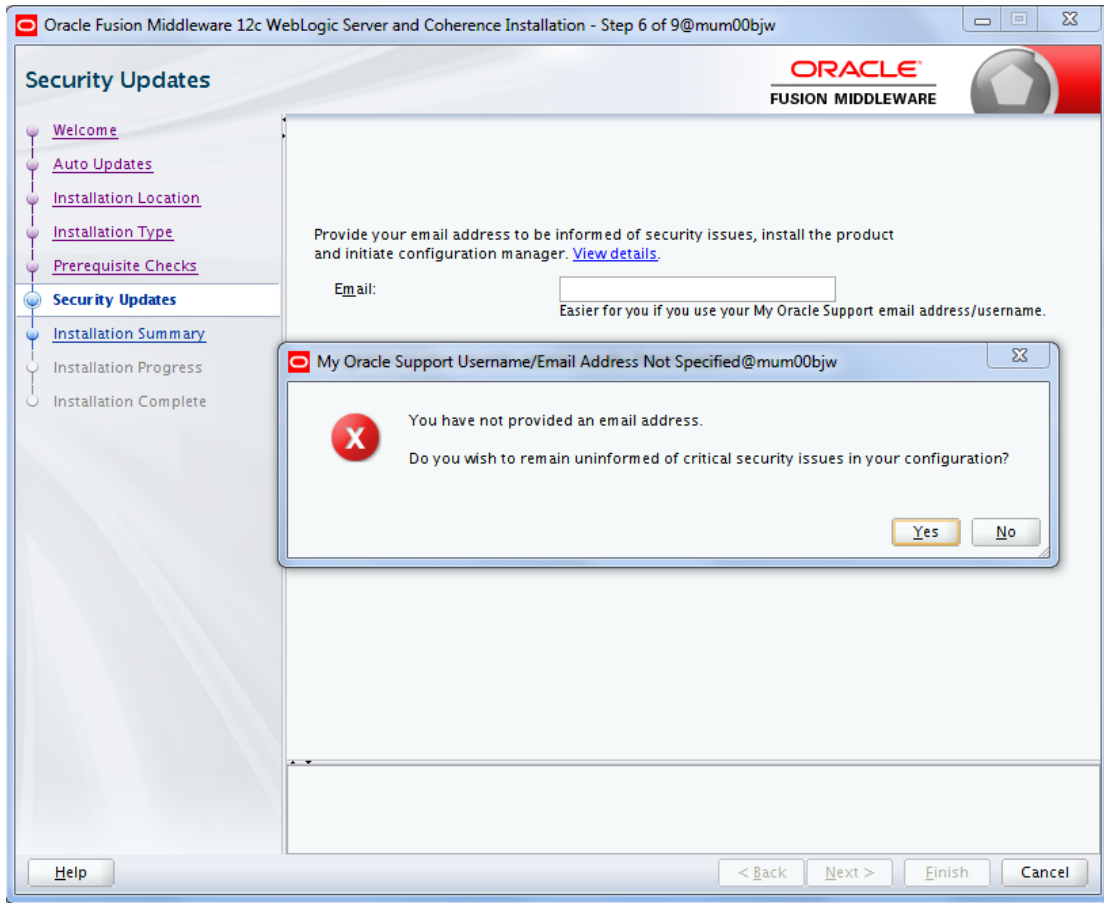 Oracle Fusion Middleware 12c WebLogic Server and Coherence Installation - Step 6 of 9@mum00bjw
Security Updates
ORACLE
FUSION MIDDLEWARE
Welcome
Auto Updates
Installation Location
Installation Type
Prerequisite Checks
Security Updates
Installation Summary
Installation Progress
Installation Complete
Provide your email address to be informed of security issues, install the product
and initiate configuration manager. View details.
Email:
Easier for you if you use your My Oracle Support email address/username.
My Oracle Support Username/Email Address Not Specified@mum00bjw
You have not provided an email address.
Do you wish to remain uninformed of critical security issues in your configuration?
Yes No
Help < Back Next > Finish Cancel